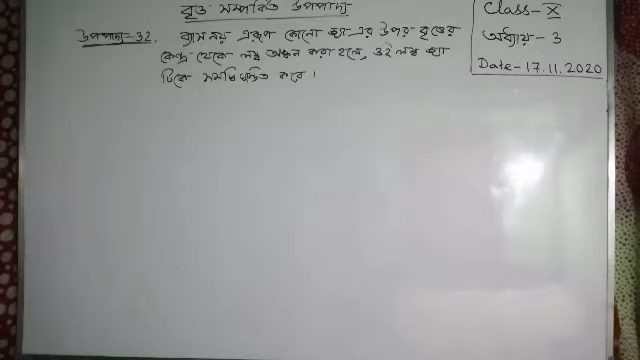 বৃত্ত সম্পর্কিত উপপাদ্য
উপপাদ্য-32. ব্যাস নয় এরূপ কোনো জ্যা-এর উপর বৃত্তের
কেন্দ্র থেকে লম্ব অঙ্কন করা হলে, ওই লম্ব জ্যা
টিকে সমদ্বিখণ্ডিত করে।
Class-X
অধ্যায়-3
Date-17.11.2020